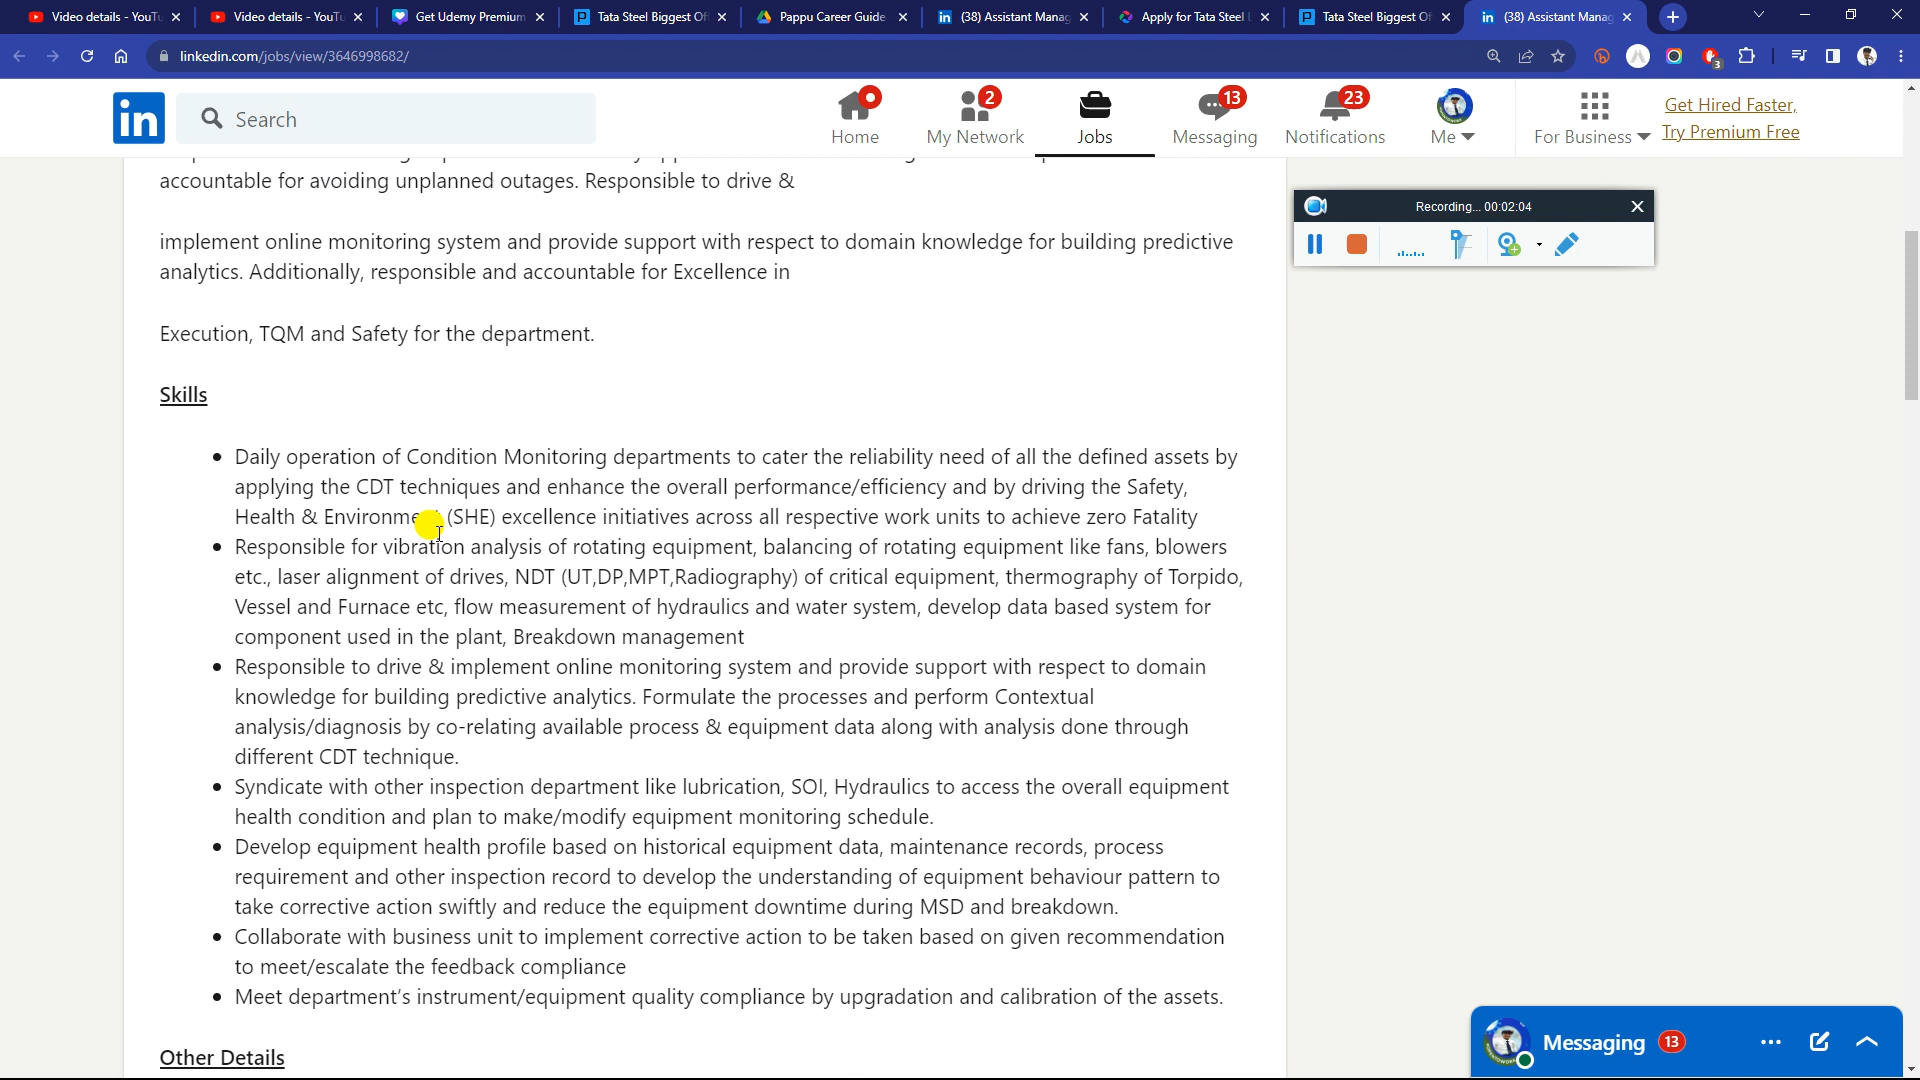 Video details - YouTu
Video details - YouTu
Get Udemy Premium
Tata Steel Biggest Of
Pappu Career Guide
(38) Assistant Manag
Apply for Tata Steel
Tata Steel Biggest Of
(38) Assistant Manag
linkedin.com/jobs/view/3646998682/
3
in
Search
Home
2
My Network
Jobs
13
Messaging
23
Notifications
Me
For Business
Get Hired Faster,
Try Premium Free
accountable for avoiding unplanned outages. Responsible to drive &
implement online monitoring system and provide support with respect to domain knowledge for building predictive
analytics. Additionally, responsible and accountable for Excellence in
Execution, TQM and Safety for the department.
Recording... 00:02:04
Skills
• Daily operation of Condition Monitoring departments to cater the reliability need of all the defined assets by
applying the CDT techniques and enhance the overall performance/efficiency and by driving the Safety,
Health & Environment (SHE) excellence initiatives across all respective work units to achieve zero Fatality
• Responsible for vibration analysis of rotating equipment, balancing of rotating equipment like fans, blowers
etc., laser alignment of drives, NDT (UT,DP,MPT,Radiography) of critical equipment, thermography of Torpido,
Vessel and Furnace etc, flow measurement of hydraulics and water system, develop data based system for
component used in the plant, Breakdown management
• Responsible to drive & implement online monitoring system and provide support with respect to domain
knowledge for building predictive analytics. Formulate the processes and perform Contextual
analysis/diagnosis by co-relating available process & equipment data along with analysis done through
different CDT technique.
• Syndicate with other inspection department like lubrication, SOI, Hydraulics to access the overall equipment
health condition and plan to make/modify equipment monitoring schedule.
• Develop equipment health profile based on historical equipment data, maintenance records, process
requirement and other inspection record to develop the understanding of equipment behaviour pattern to
take corrective action swiftly and reduce the equipment downtime during MSD and breakdown.
• Collaborate with business unit to implement corrective action to be taken based on given recommendation
to meet/escalate the feedback compliance
• Meet department's instrument/equipment quality compliance by upgradation and calibration of the assets.
Other Details
Messaging 13